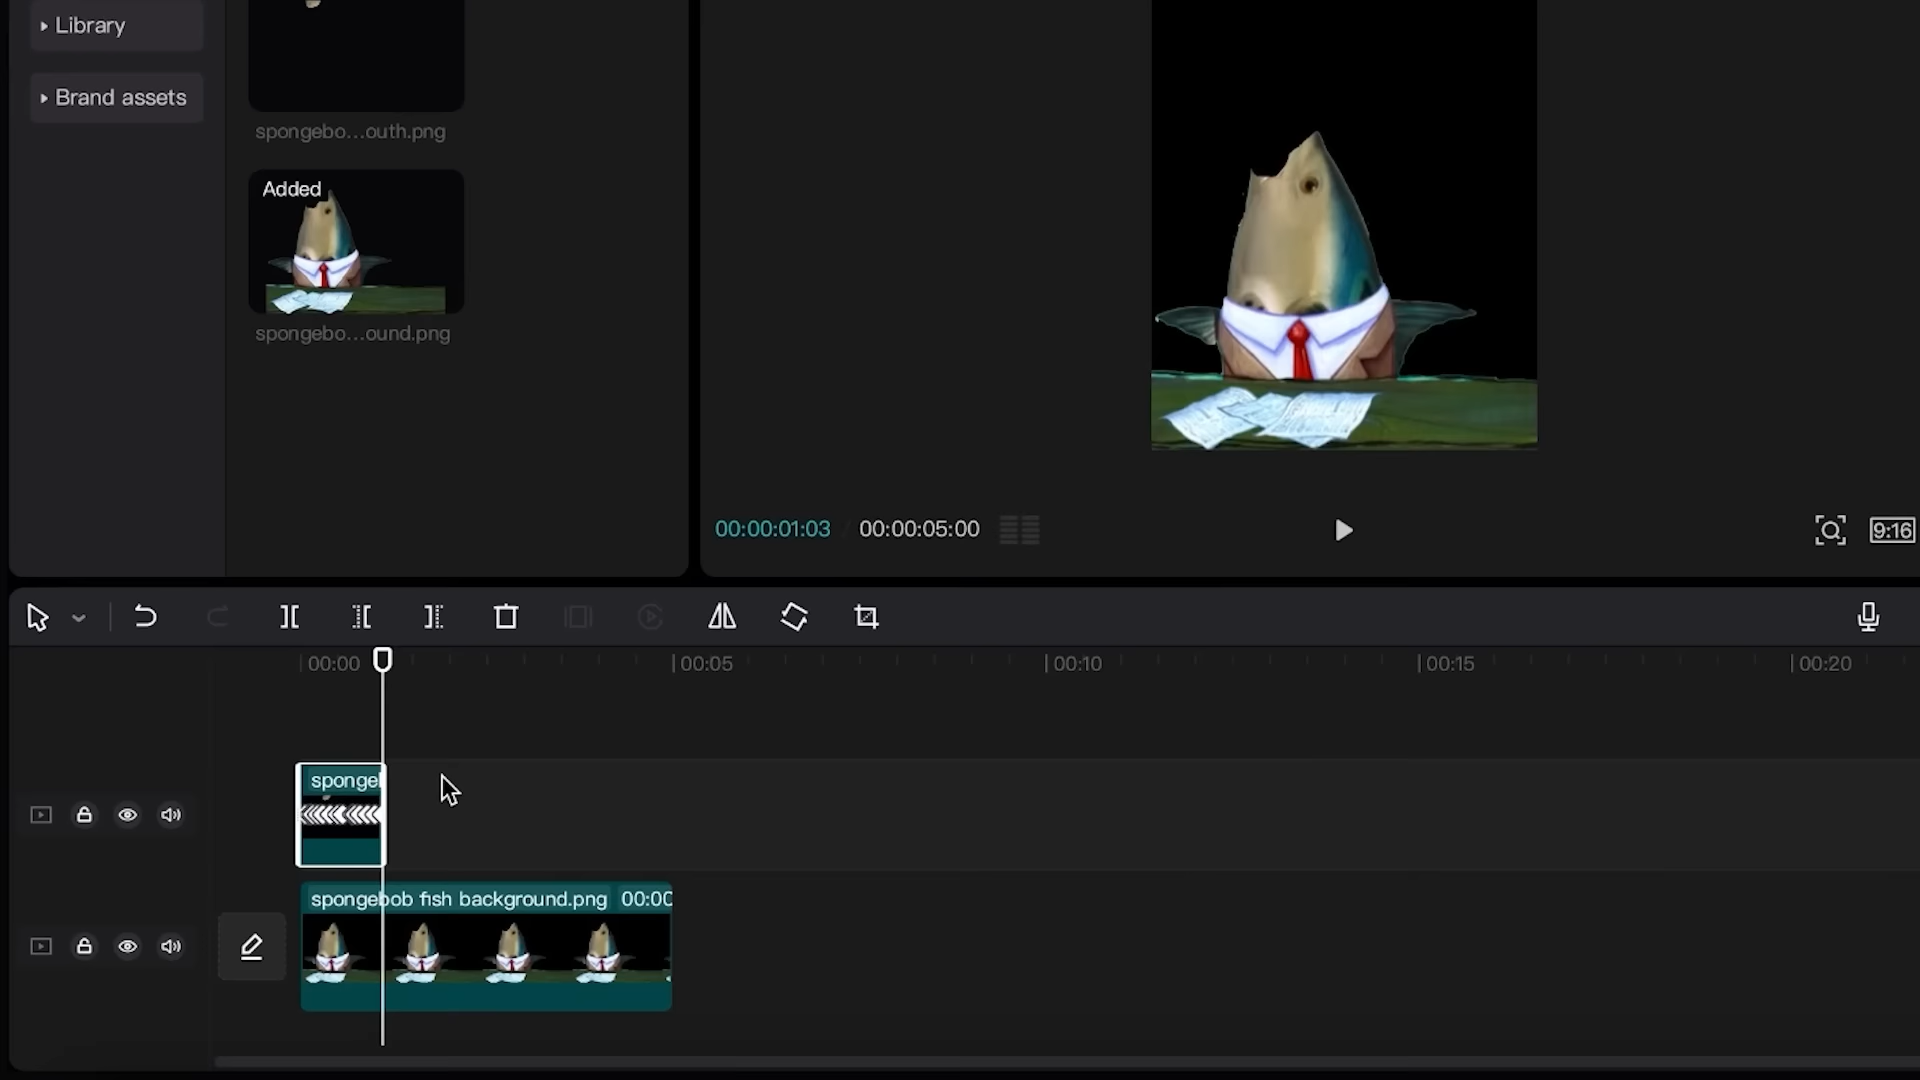 Library
Brand assets
spongebo...outh.png
Added
spongebo...ound.png
00:00:01:03 / 00:00:05:00
9:16
00:00 00:05 00:10 00:15 00:20
spongel
spongebob fish background.png 00:00